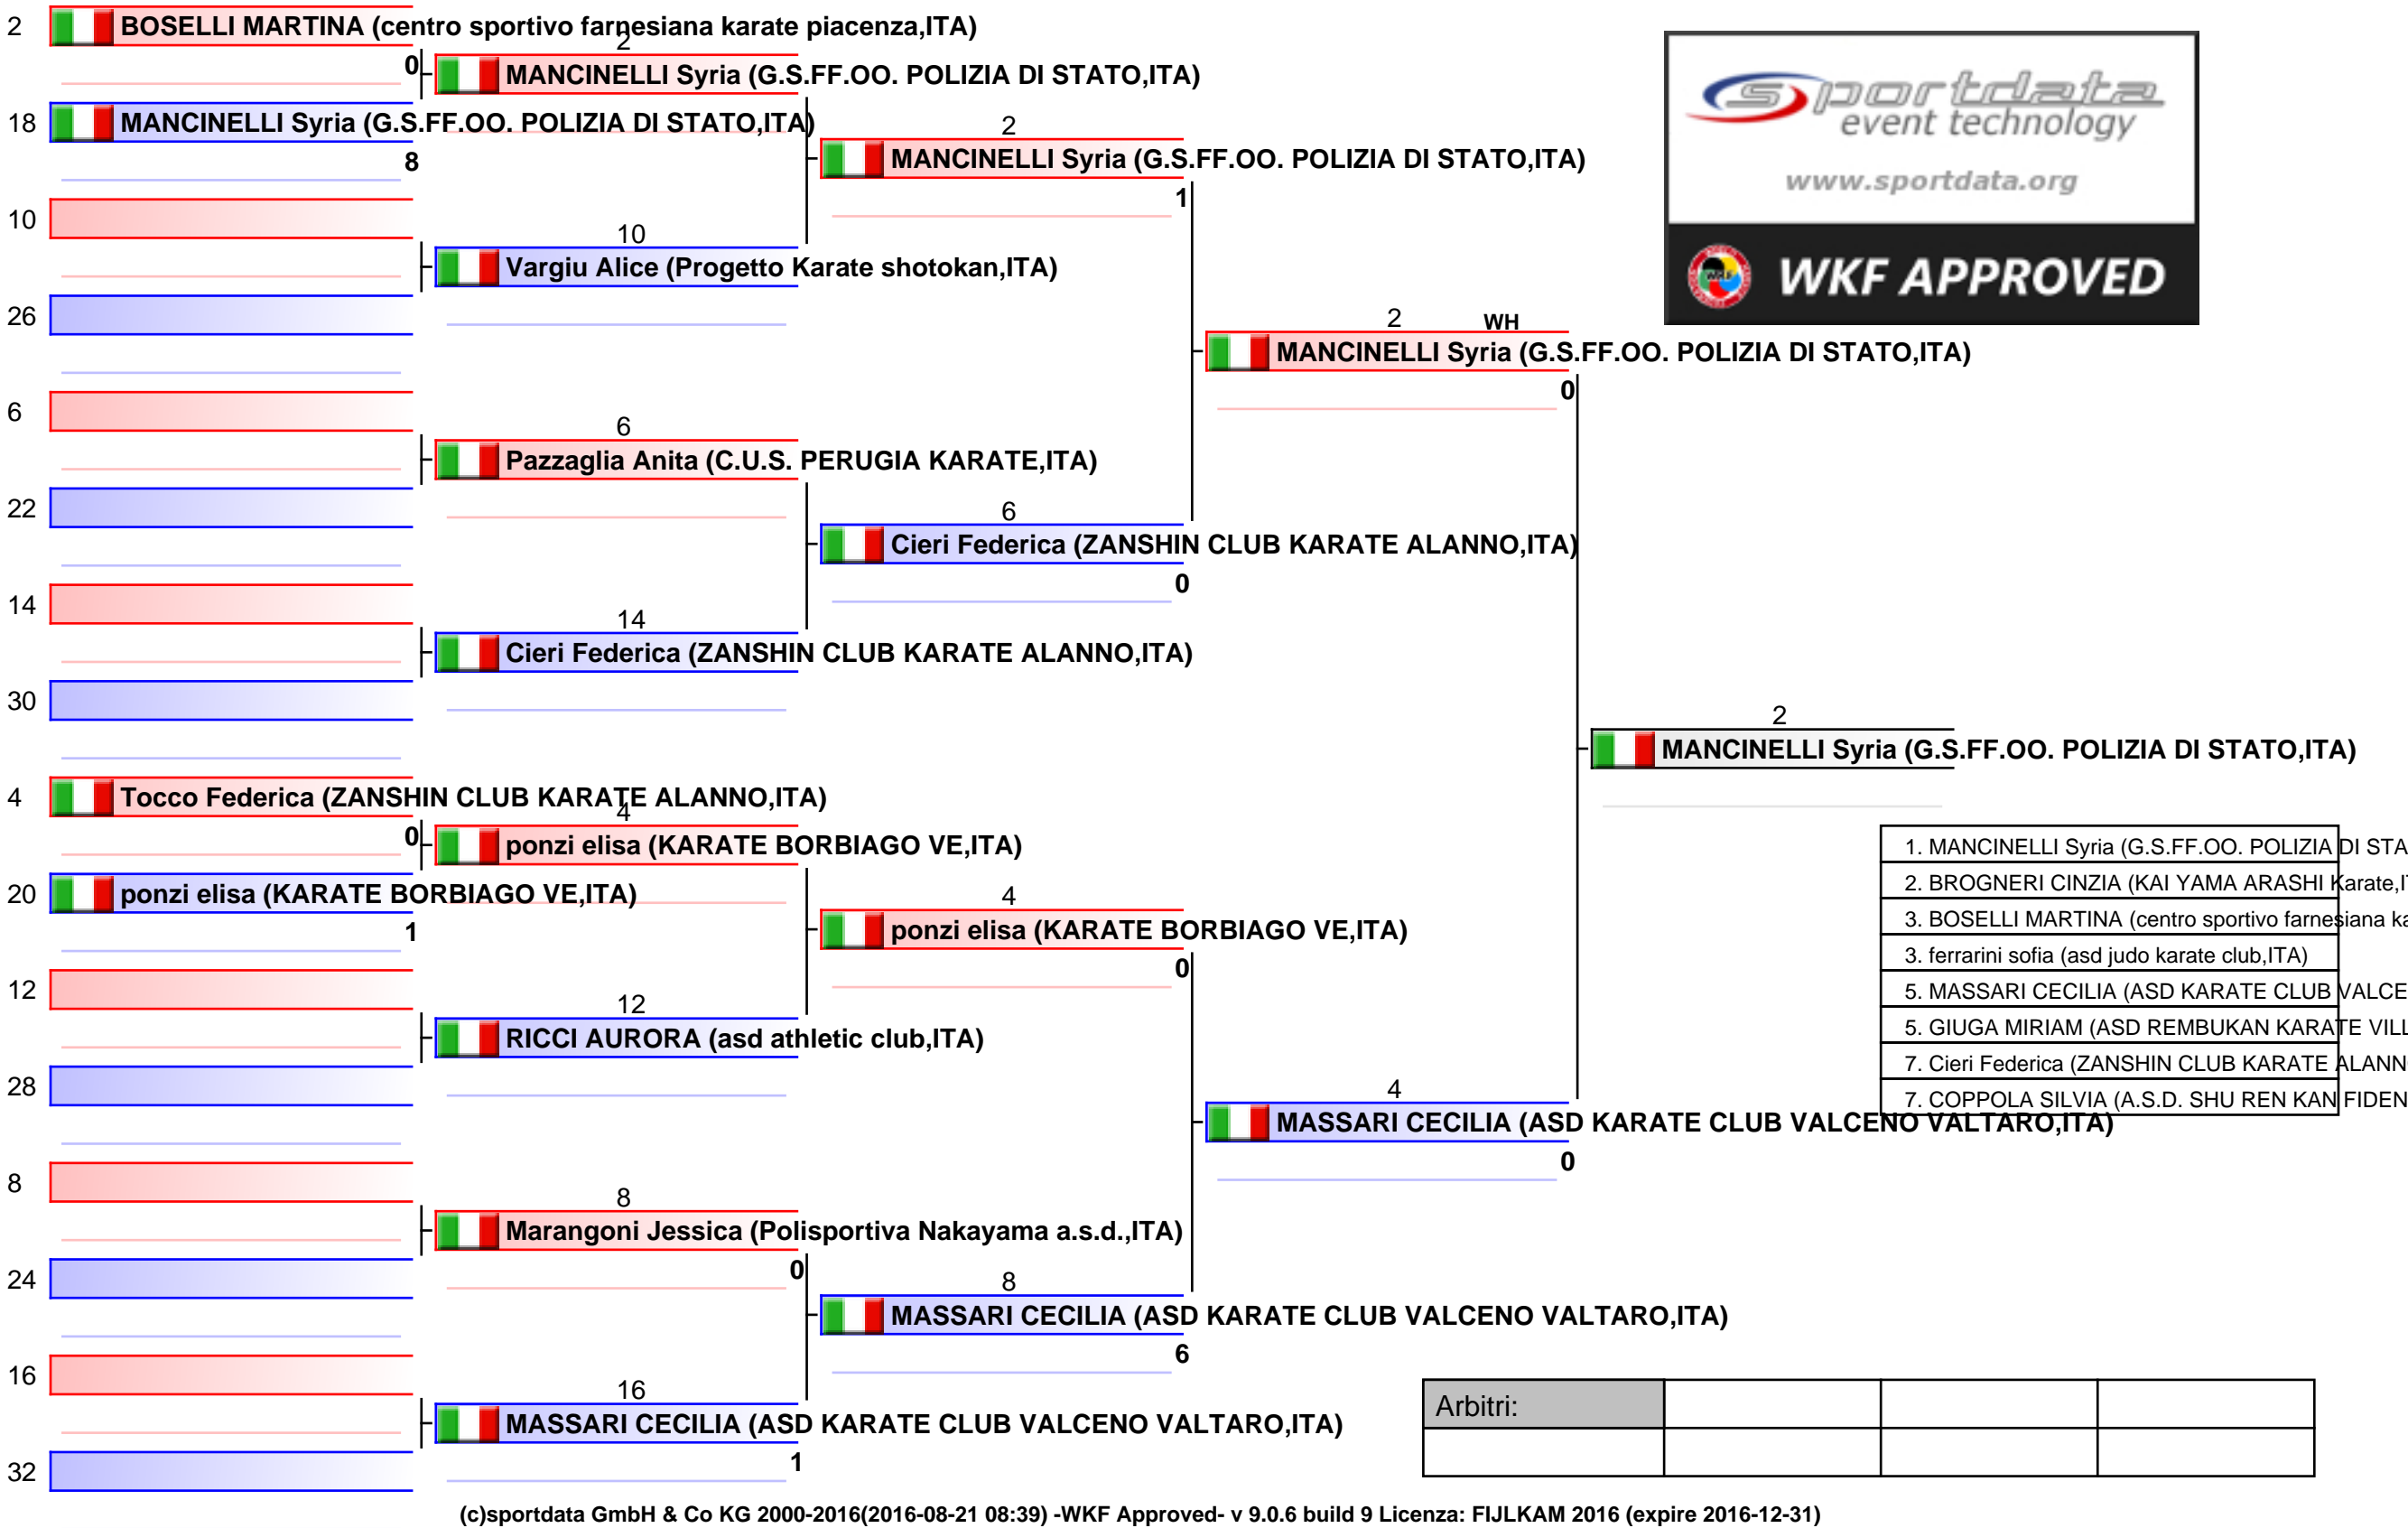 2 BOSELLI MARTINA (centro sportivo farnesiana karate piacenza,ITA)
0
18 MANCINELLI Syria (G.S.FF.OO. POLIZIA DI STATO,ITA)
8
10
26
6
22
14
30
4 Tocco Federica (ZANSHIN CLUB KARATE ALANNO,ITA)
0
20 ponzi elisa (KARATE BORBIAGO VE,ITA)
1
12
28
8
24
16
32
2
MANCINELLI Syria (G.S.FF.OO. POLIZIA DI STATO,ITA)
10
Vargiu Alice (Progetto Karate shotokan,ITA)
6
Pazzaglia Anita (C.U.S. PERUGIA KARATE,ITA)
14
Cieri Federica (ZANSHIN CLUB KARATE ALANNO,ITA)
4
ponzi elisa (KARATE BORBIAGO VE,ITA)
12
RICCI AURORA (asd athletic club,ITA)
8
Marangoni Jessica (Polisportiva Nakayama a.s.d.,ITA)
0
16
MASSARI CECILIA (ASD KARATE CLUB VALCENO VALTARO,ITA)
1
2
MANCINELLI Syria (G.S.FF.OO. POLIZIA DI STATO,ITA)
1
6
Cieri Federica (ZANSHIN CLUB KARATE ALANNO,ITA)
0
4
ponzi elisa (KARATE BORBIAGO VE,ITA)
0
8
MASSARI CECILIA (ASD KARATE CLUB VALCENO VALTARO,ITA)
6
2 WH
MANCINELLI Syria (G.S.FF.OO. POLIZIA DI STATO,ITA)
0
4
MASSARI CECILIA (ASD KARATE CLUB VALCENO VALTARO,ITA)
0
2
MANCINELLI Syria (G.S.FF.OO. POLIZIA DI STATO,ITA)
sportdata
event technology
www.sportdata.org
WKF
WKF APPROVED
1. MANCINELLI Syria (G.S.FF.OO. POLIZIA DI STA
2. BROGNERI CINZIA (KAI YAMA ARASHI Karate,I
3. BOSELLI MARTINA (centro sportivo farnesiana ka
3. ferrarini sofia (asd judo karate club,ITA)
5. MASSARI CECILIA (ASD KARATE CLUB VALCE
5. GIUGA MIRIAM (ASD REMBUKAN KARATE VILL
7. Cieri Federica (ZANSHIN CLUB KARATE ALANN
7. COPPOLA SILVIA (A.S.D. SHU REN KAN FIDEN
Arbitri:
(c)sportdata GmbH & Co KG 2000-2016(2016-08-21 08:39) -WKF Approved- v 9.0.6 build 9 Licenza: FIJLKAM 2016 (expire 2016-12-31)